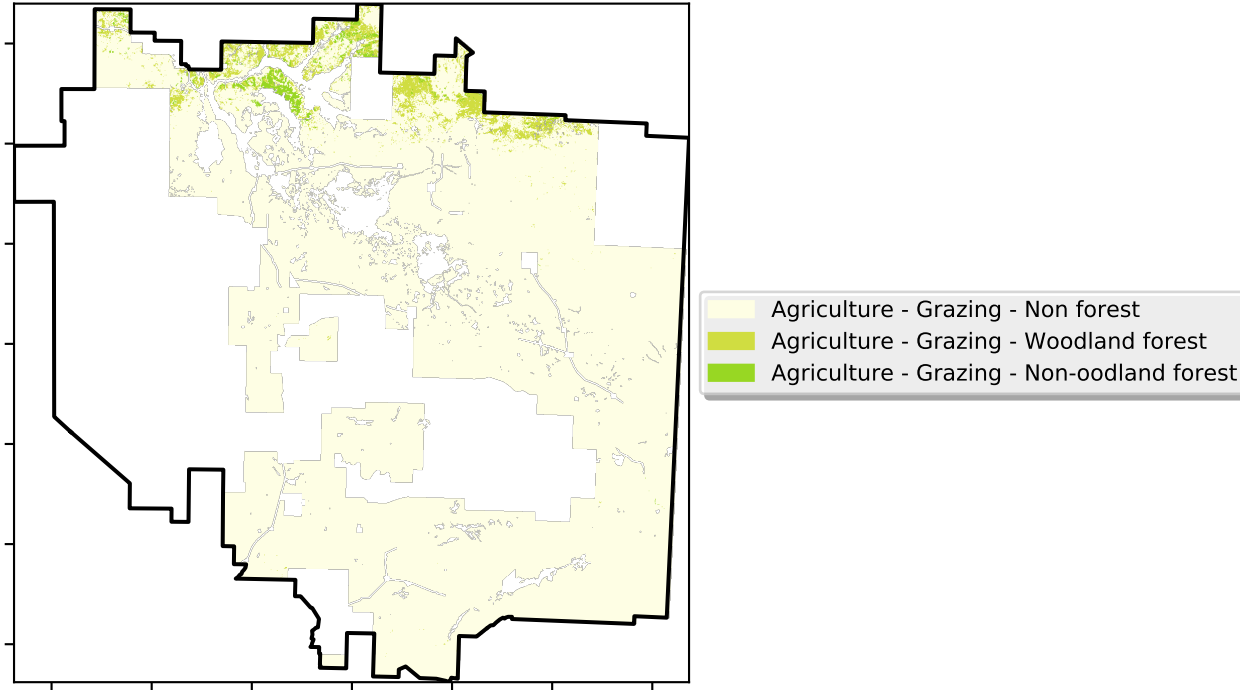 Agriculture - Grazing - Non forest
Agriculture - Grazing - Woodland forest
Agriculture - Grazing - Non-oodland forest